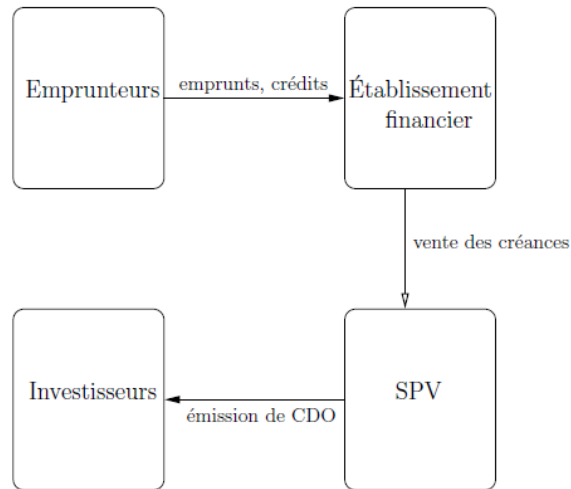 Emprunteurs
emprunts, crédits
Établissement
financier
vente des créances
Investisseurs
émission de CDO
SPV